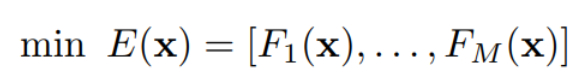 min E(x) = [F₁(x), . . . , F_M(x)]